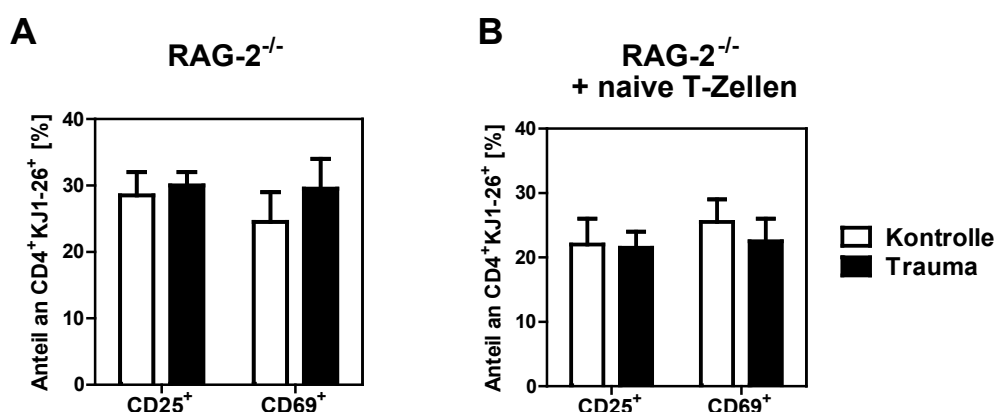 A
RAG-2-/-
Anteil an CD4+KJ1-26+ [%]
40
30
20
10
0
CD25+
CD69+
B
RAG-2-/-
+ naive T-Zellen
Anteil an CD4+KJ1-26+ [%]
40
30
20
10
0
CD25+
CD69+
Kontrolle
Trauma